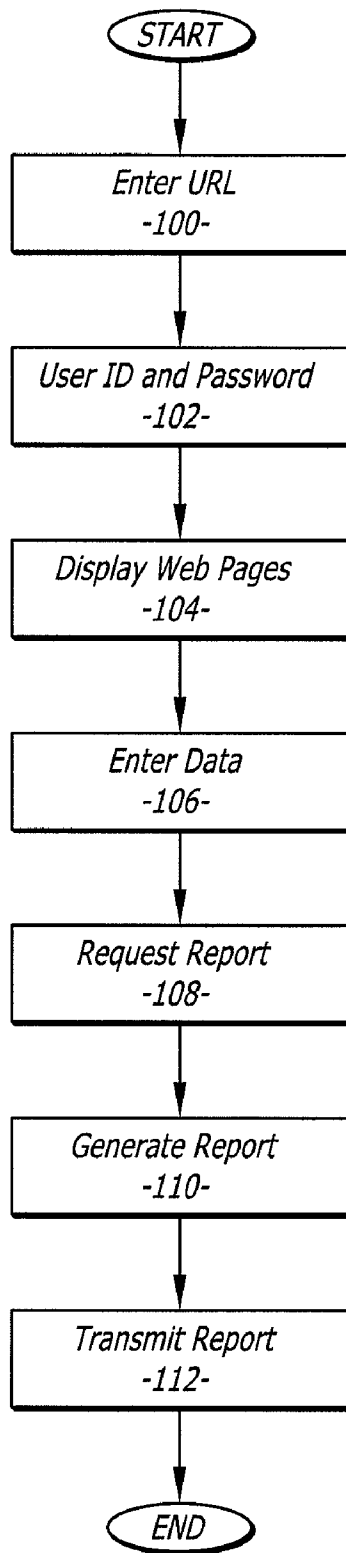 START
Enter URL
-100-
User ID and Password
-102-
Display Web Pages
-104-
Enter Data
-106-
Request Report
-108-
Generate Report
-110-
Transmit Report
-112-
END